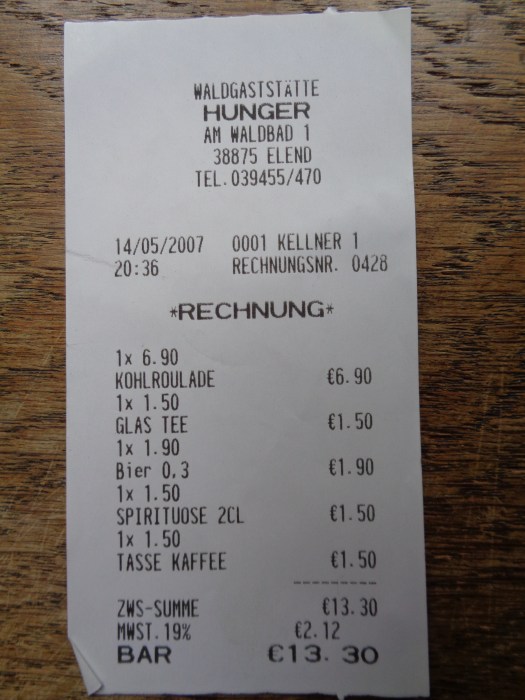 WALDGASTSTÄTTE
HUNGER
AM WALDBAD 1
38875 ELEND
TEL.039455/470
14/05/2007 0001 KELLNER 1
20:36 RECHNUNGSNR. 0428
*RECHNUNG*
1x 6.90
KOHLROULADE €6.90
1x 1.50
GLAS TEE €1.50
1x 1.90
Bier 0,3 €1.90
1x 1.50
SPIRITUOSE 2CL €1.50
1x 1.50
TASSE KAFFEE €1.50
---------
ZWS-SUMME €13.30
MWST.19% €2.12
BAR €13.30